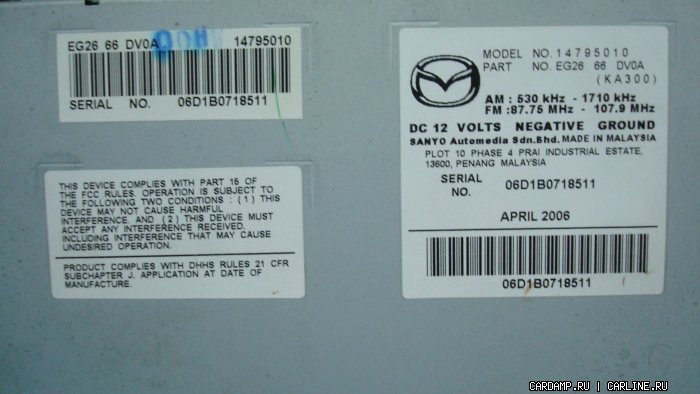 EG26 66 DV0A 14795010
SERIAL NO. 06D1B0718511
THIS DEVICE COMPLIES WITH PART 15 OF
THE FCC RULES. OPERATION IS SUBJECT TO
THE FOLLOWING TWO CONDITIONS : (1) THIS
DEVICE MAY NOT CAUSE HARMFUL
INTERFERENCE. AND (2) THIS DEVICE MUST
ACCEPT ANY INTERFERENCE RECEIVED.
INCLUDING INTERFERENCE THAT MAY CAUSE
UNDESIRED OPERATION.
PRODUCT COMPLIES WITH DHHS RULES 21 CFR
SUBCHAPTER J. APPLICATION AT DATE OF
MANUFACTURE.
MODEL NO. 14795010
PART NO. EG26 66 DV0A
(KA300)
AM : 530 kHz - 1710 kHz
FM : 87.75 MHz - 107.9 MHz
DC 12 VOLTS NEGATIVE GROUND
SANYO Automedia Sdn.Bhd. MADE IN MALAYSIA
PLOT 10 PHASE 4 PRAI INDUSTRIAL ESTATE,
13600, PENANG MALAYSIA
SERIAL NO. 06D1B0718511
APRIL 2006
06D1B0718511
CARDAMP.RU | CARLINE.RU